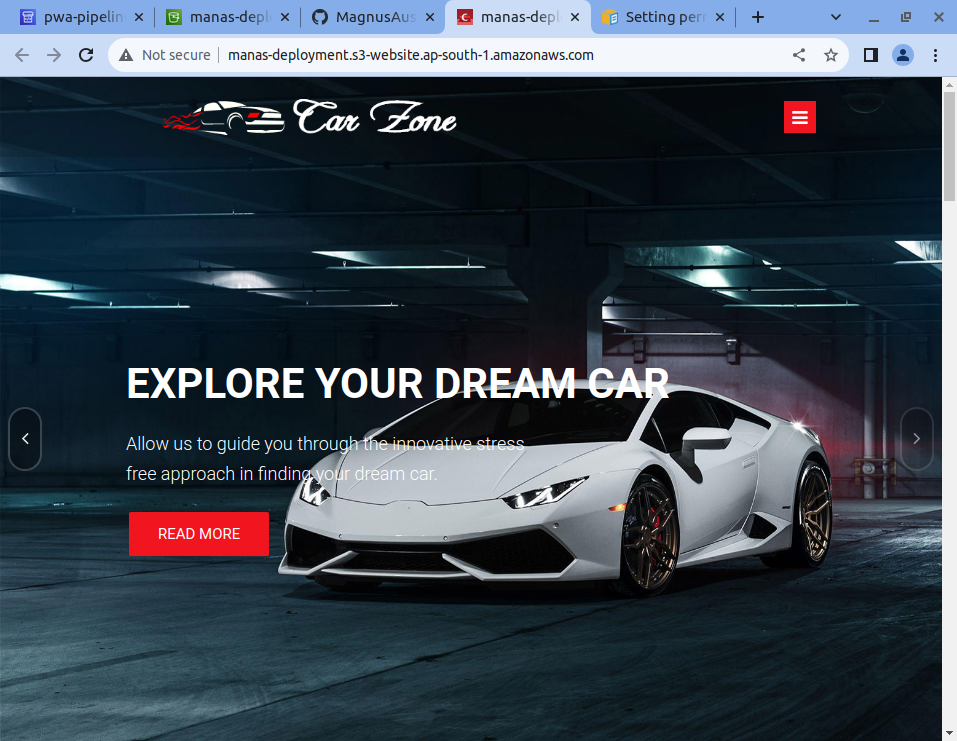 pwa-pipelin
manas-depl
MagnusAus
manas-depl
Setting perr
Not secure
manas-deployment.s3-website.ap-south-1.amazonaws.com
Car Zone
EXPLORE YOUR DREAM CAR
Allow us to guide you through the innovative stress
free approach in finding your dream car.
READ MORE